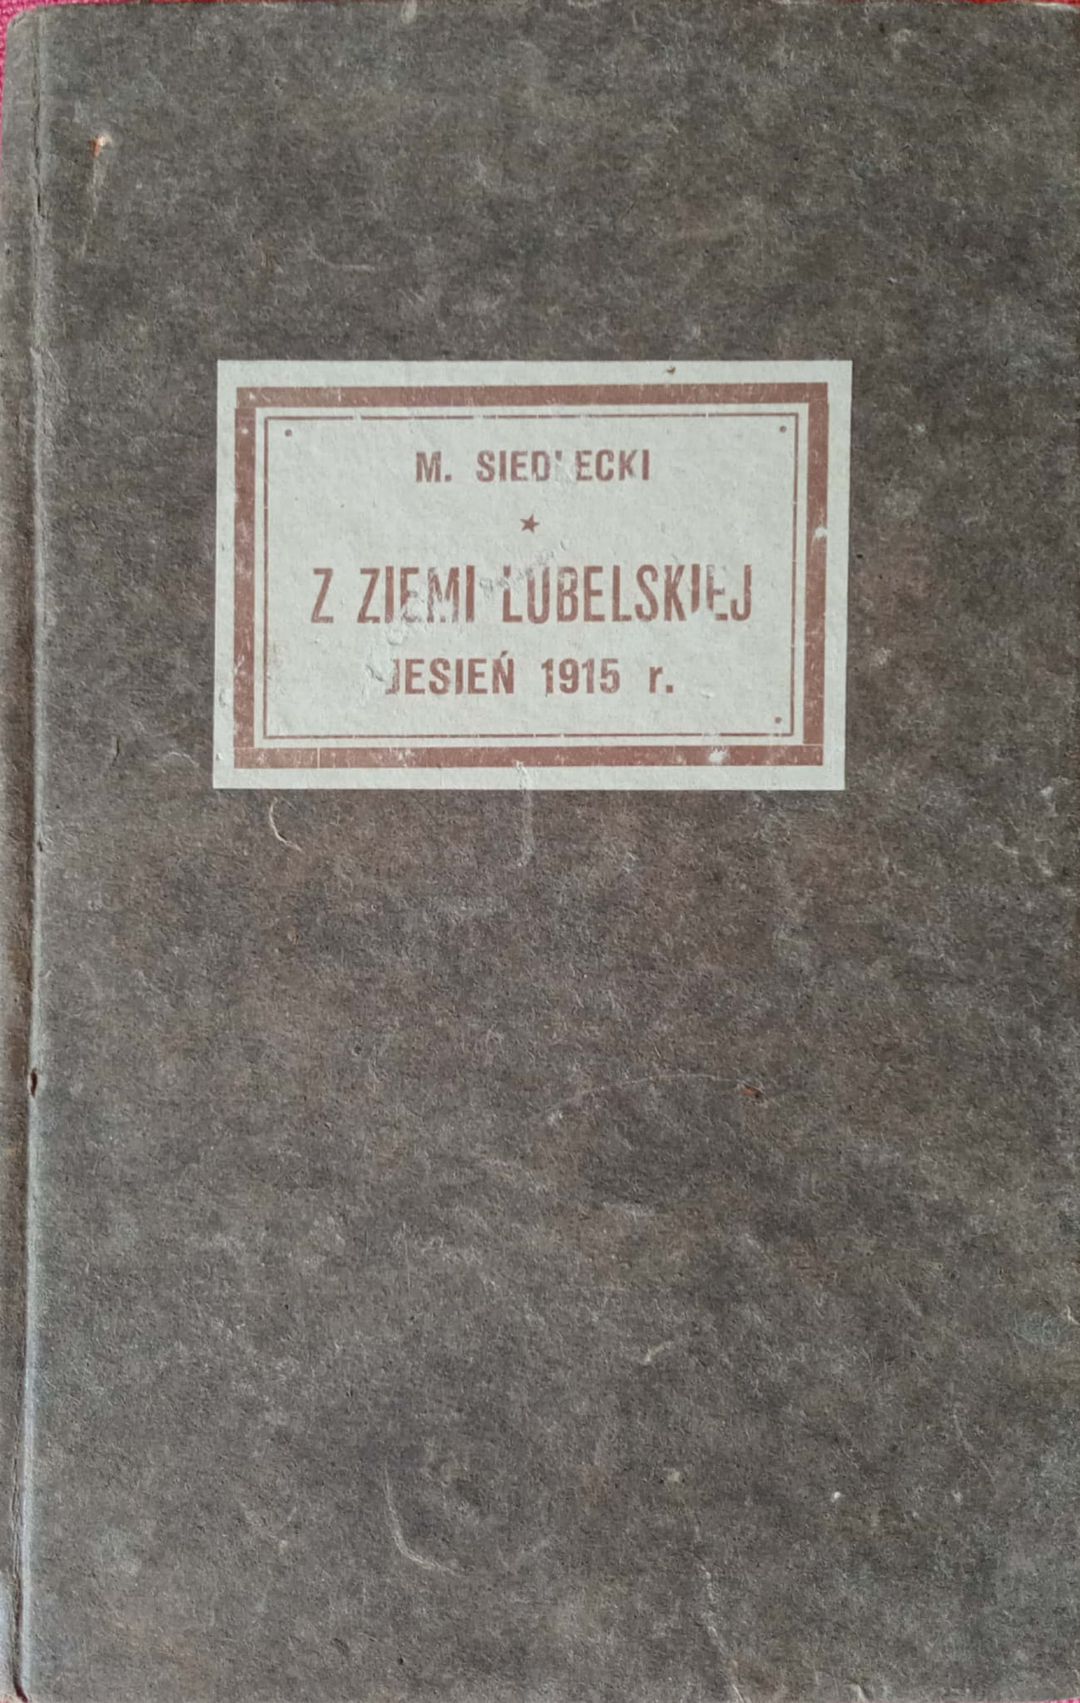 M. SIEDLECKI
Z ZIEMI LUBELSKIEJ
JESIEŃ 1915 r.